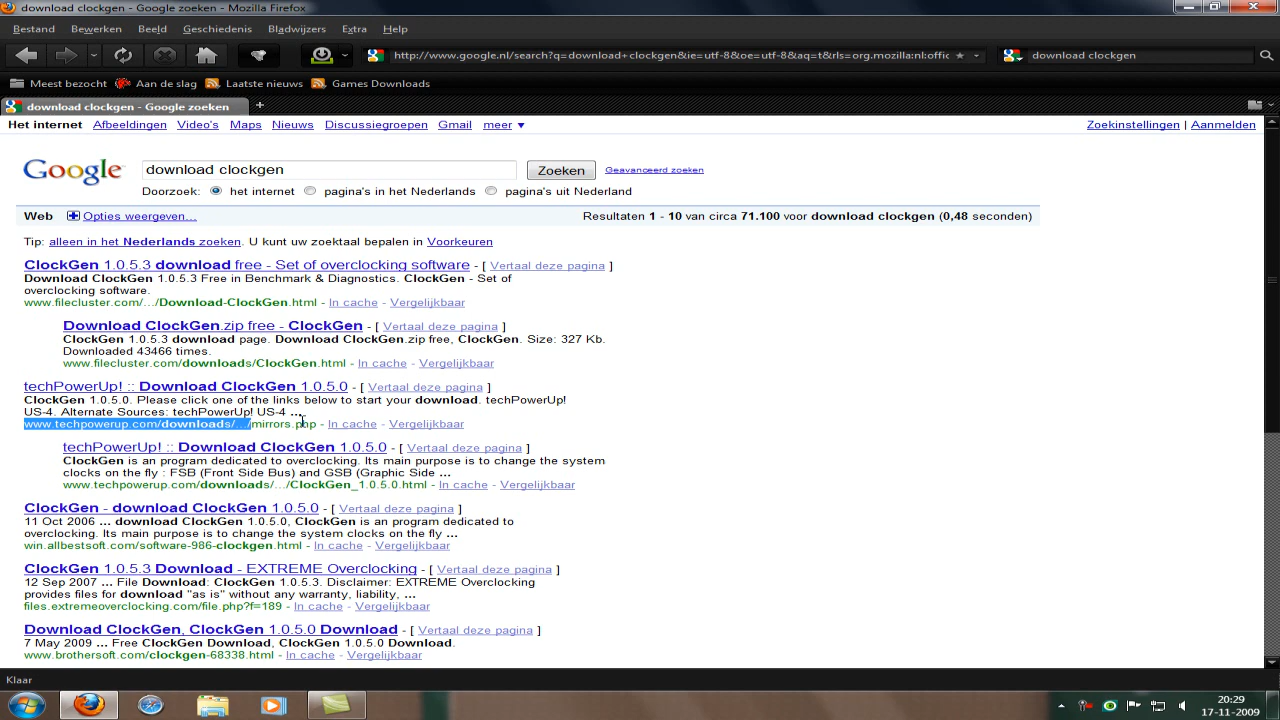 download clockgen - Google zoeken - Mozilla Firefox
Bestand Bewerken Beeld Geschiedenis Bladwijzers Extra Help
http://www.google.nl/search?q=download+clockgen&ie=utf-8&oe=utf-8&aq=t&rls=org.mozilla:nl:offic
download clockgen
Meest bezocht Aan de slag Laatste nieuws Games Downloads
download clockgen - Google zoeken
Het internet Afbeeldingen Video's Maps Nieuws Discussiegroepen Gmail meer ▼ Zoekinstellingen | Aanmelden
Google download clockgen Zoeken Geavanceerd zoeken
Doorzoek: het internet pagina's in het Nederlands pagina's uit Nederland
Web Opties weergeven... Resultaten 1 - 10 van circa 71.100 voor download clockgen (0,48 seconden)
Tip: alleen in het Nederlands zoeken. U kunt uw zoektaal bepalen in Voorkeuren
ClockGen 1.0.5.3 download free - Set of overclocking software - [ Vertaal deze pagina ]
Download ClockGen 1.0.5.3 Free in Benchmark & Diagnostics. ClockGen - Set of
overclocking software.
www.filecluster.com/.../Download-ClockGen.html - In cache - Vergelijkbaar
Download ClockGen.zip free - ClockGen - [ Vertaal deze pagina ]
ClockGen 1.0.5.3 download page. Download ClockGen.zip free, ClockGen. Size: 327 Kb.
Downloaded 43466 times.
www.filecluster.com/downloads/ClockGen.html - In cache - Vergelijkbaar
techPowerUp! :: Download ClockGen 1.0.5.0 - [ Vertaal deze pagina ]
ClockGen 1.0.5.0. Please click one of the links below to start your download. techPowerUp!
US-4. Alternate Sources: techPowerUp! US-4 ...
www.techpowerup.com/downloads/.../mirrors.php - In cache - Vergelijkbaar
techPowerUp! :: Download ClockGen 1.0.5.0 - [ Vertaal deze pagina ]
ClockGen is an program dedicated to overclocking. Its main purpose is to change the system
clocks on the fly : FSB (Front Side Bus) and GSB (Graphic Side ...
www.techpowerup.com/downloads/.../ClockGen_1.0.5.0.html - In cache - Vergelijkbaar
ClockGen - download ClockGen 1.0.5.0 - [ Vertaal deze pagina ]
11 Oct 2006 ... download ClockGen 1.0.5.0, ClockGen is an program dedicated to
overclocking. Its main purpose is to change the system clocks on the fly ...
win.allbestsoft.com/software-986-clockgen.html - In cache - Vergelijkbaar
ClockGen 1.0.5.3 Download - EXTREME Overclocking - [ Vertaal deze pagina ]
12 Sep 2007 ... File Download: ClockGen 1.0.5.3. Disclaimer: EXTREME Overclocking
provides files for download "as is" without any warranty, liability, ...
files.extremeoverclocking.com/file.php?f=189 - In cache - Vergelijkbaar
Download ClockGen, ClockGen 1.0.5.0 Download - [ Vertaal deze pagina ]
7 May 2009 ... Free ClockGen Download, ClockGen 1.0.5.0 Download.
www.brothersoft.com/clockgen-68338.html - In cache - Vergelijkbaar
Klaar
20:29
17-11-2009